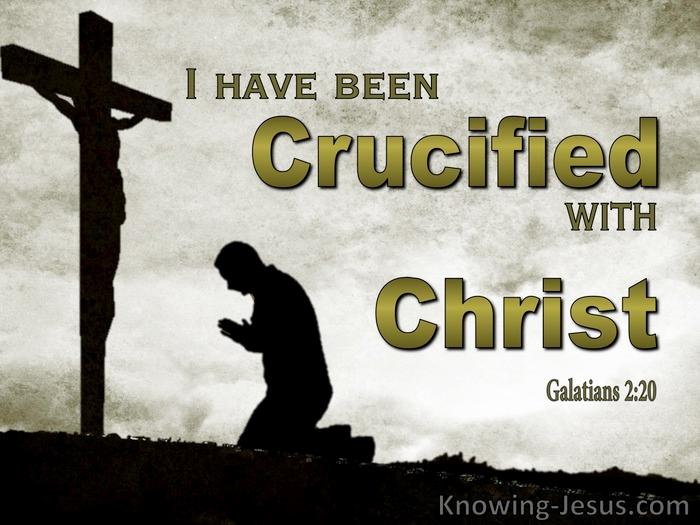 I HAVE BEEN
Crucified
WITH
Christ
Galatians 2:20
Knowing-Jesus.com